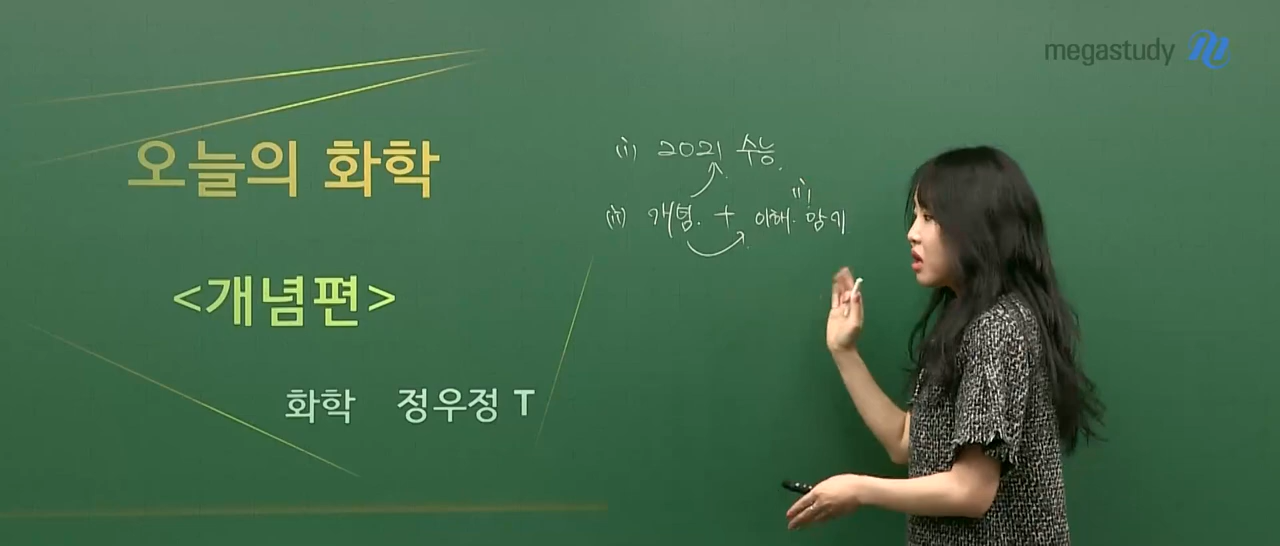 megastudy
오늘의 화학
<개념편>
화학 정우정 T
(i) 2021 수능.
(ii) 개념. + 이해. 암기